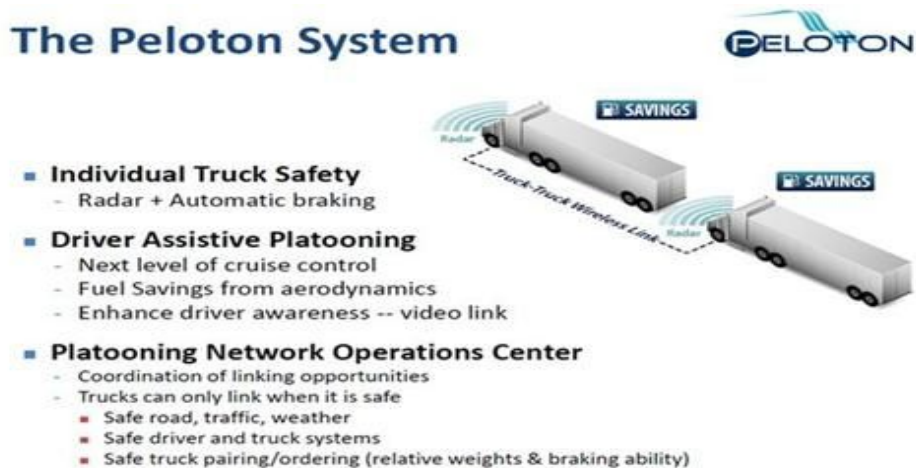 The Peloton System
PELOTON
SAVINGS
Radar
Truck-Truck Wireless Link
SAVINGS
Radar
▪ Individual Truck Safety
- Radar + Automatic braking
▪ Driver Assistive Platooning
- Next level of cruise control
- Fuel Savings from aerodynamics
- Enhance driver awareness -- video link
▪ Platooning Network Operations Center
- Coordination of linking opportunities
- Trucks can only link when it is safe
▪ Safe road, traffic, weather
▪ Safe driver and truck systems
▪ Safe truck pairing/ordering (relative weights & braking ability)